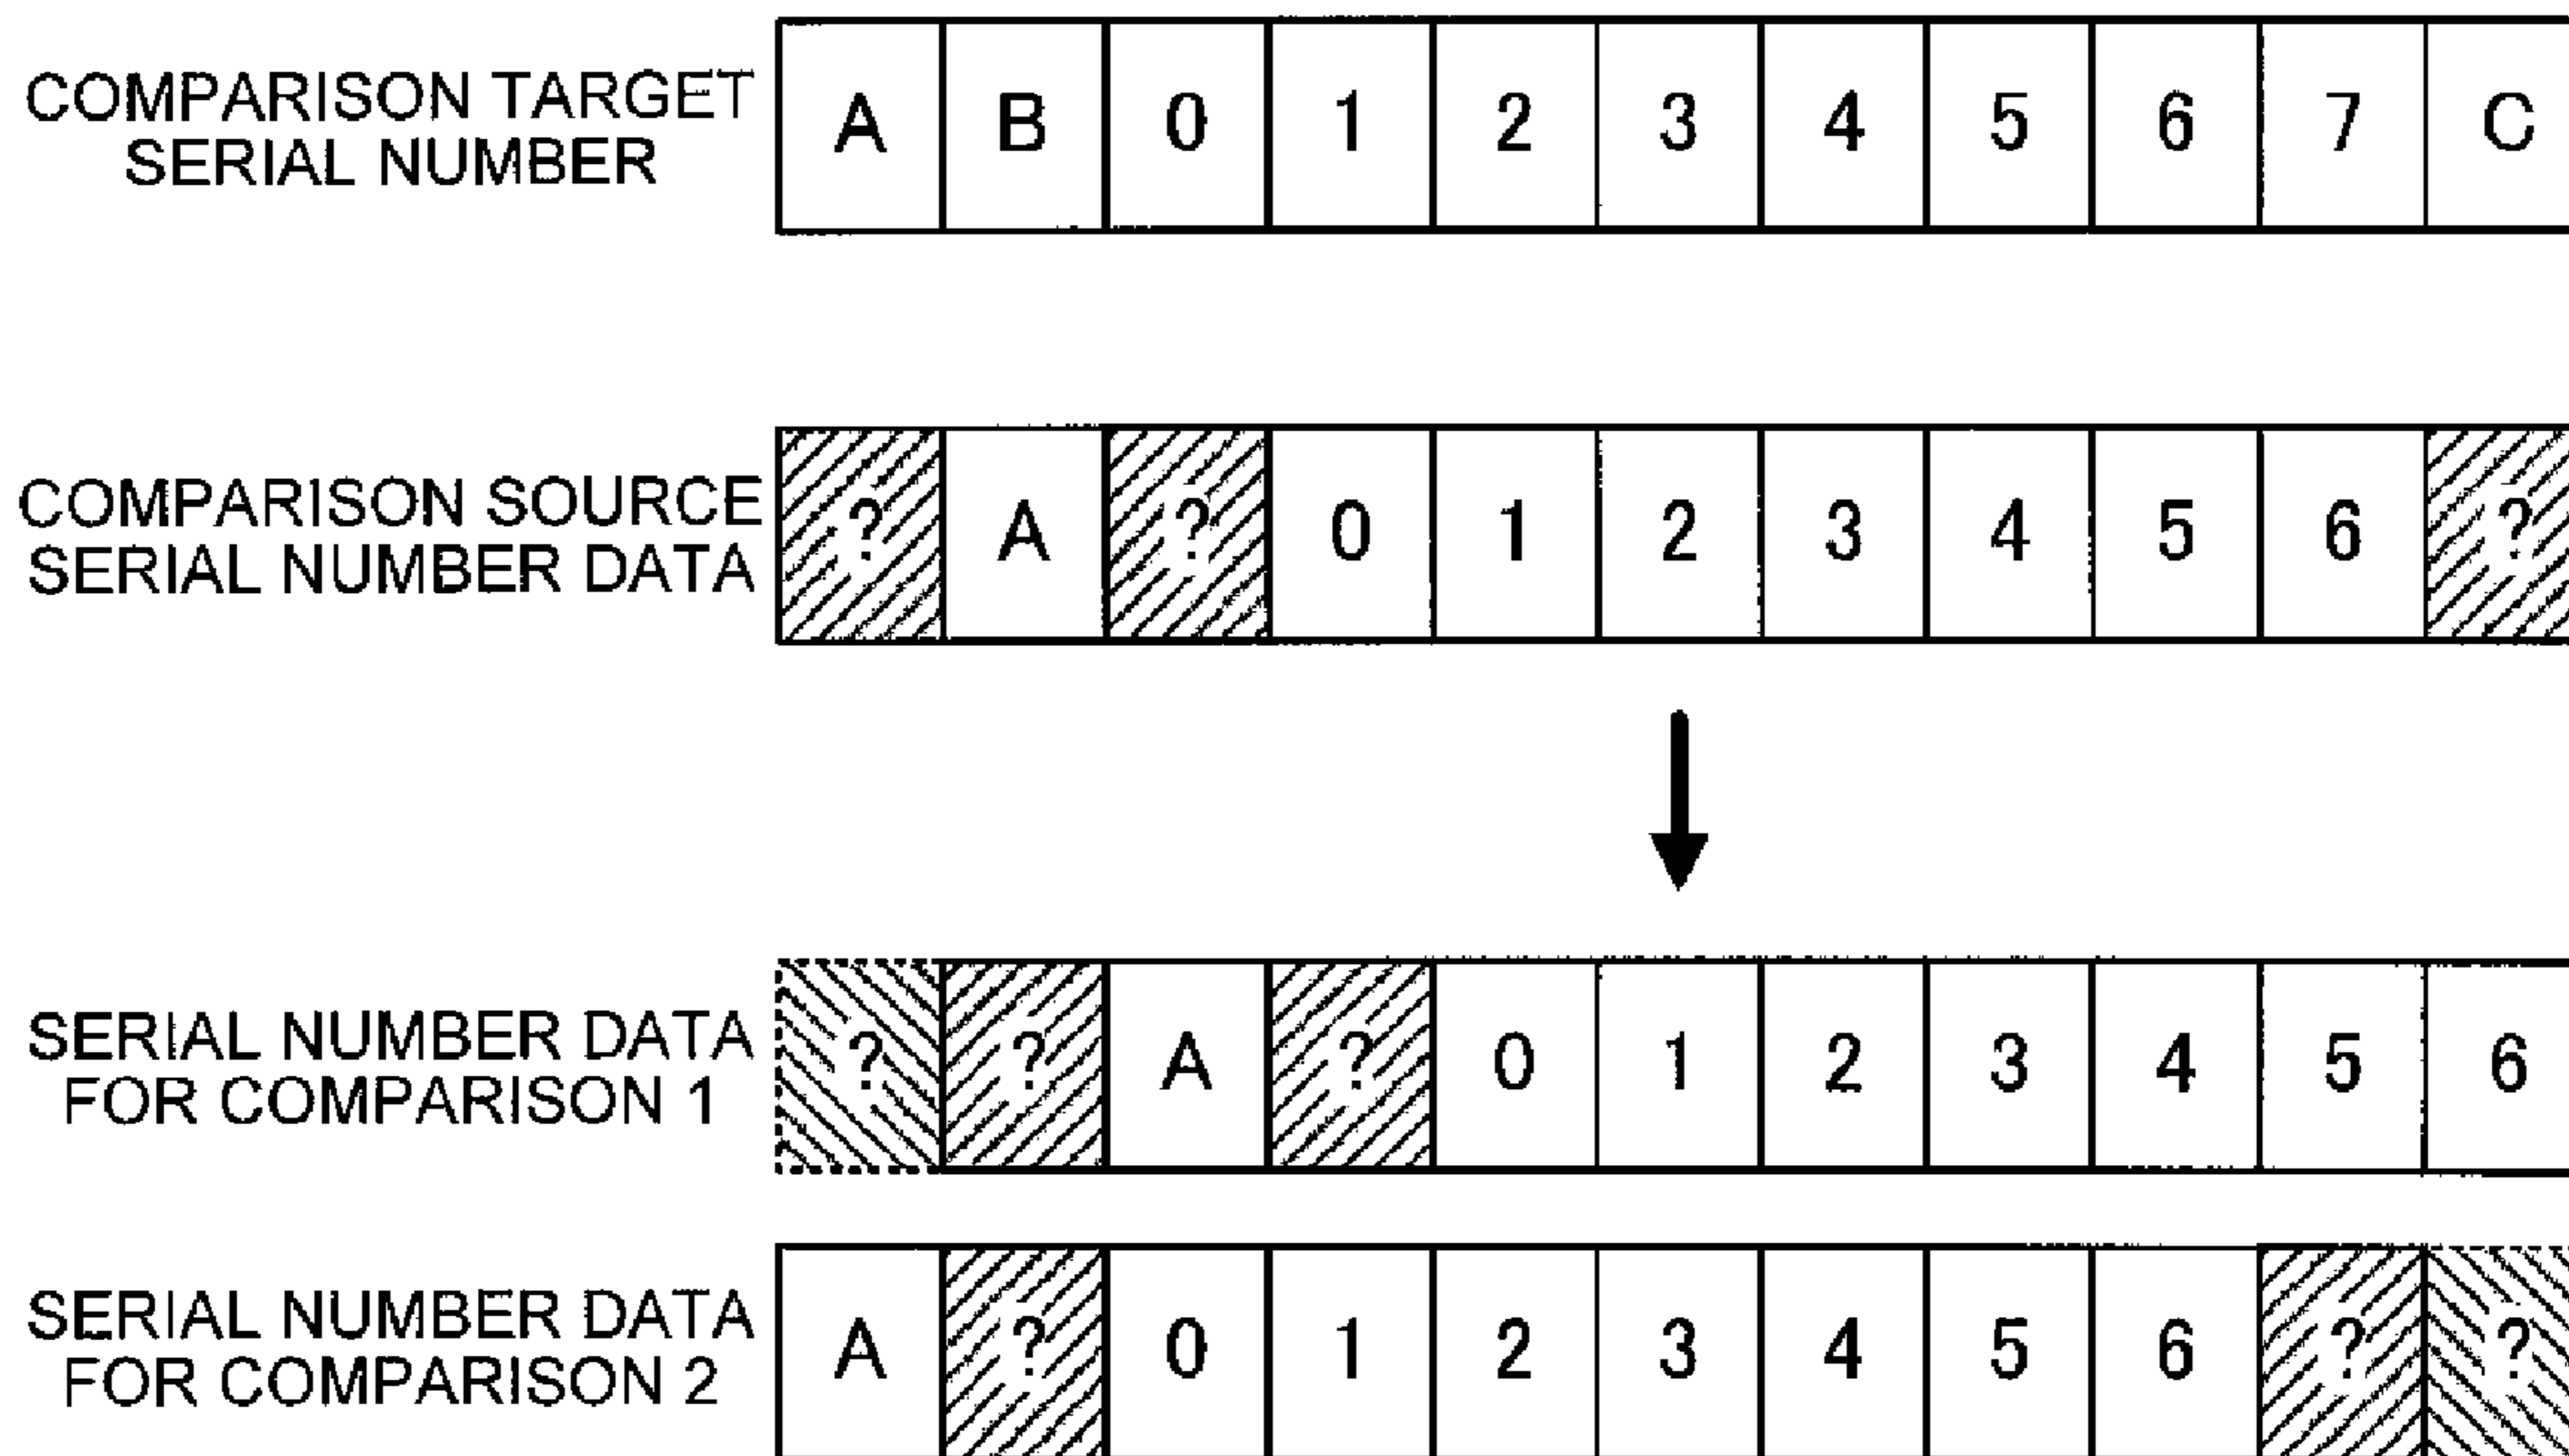 COMPARISON TARGET
SERIAL NUMBER
A B 0 1 2 3 4 5 6 7 C
COMPARISON SOURCE
SERIAL NUMBER DATA
? A ? 0 1 2 3 4 5 6 ?
SERIAL NUMBER DATA
FOR COMPARISON 1
? ? A ? 0 1 2 3 4 5 6
SERIAL NUMBER DATA
FOR COMPARISON 2
A ? 0 1 2 3 4 5 6 ? ?